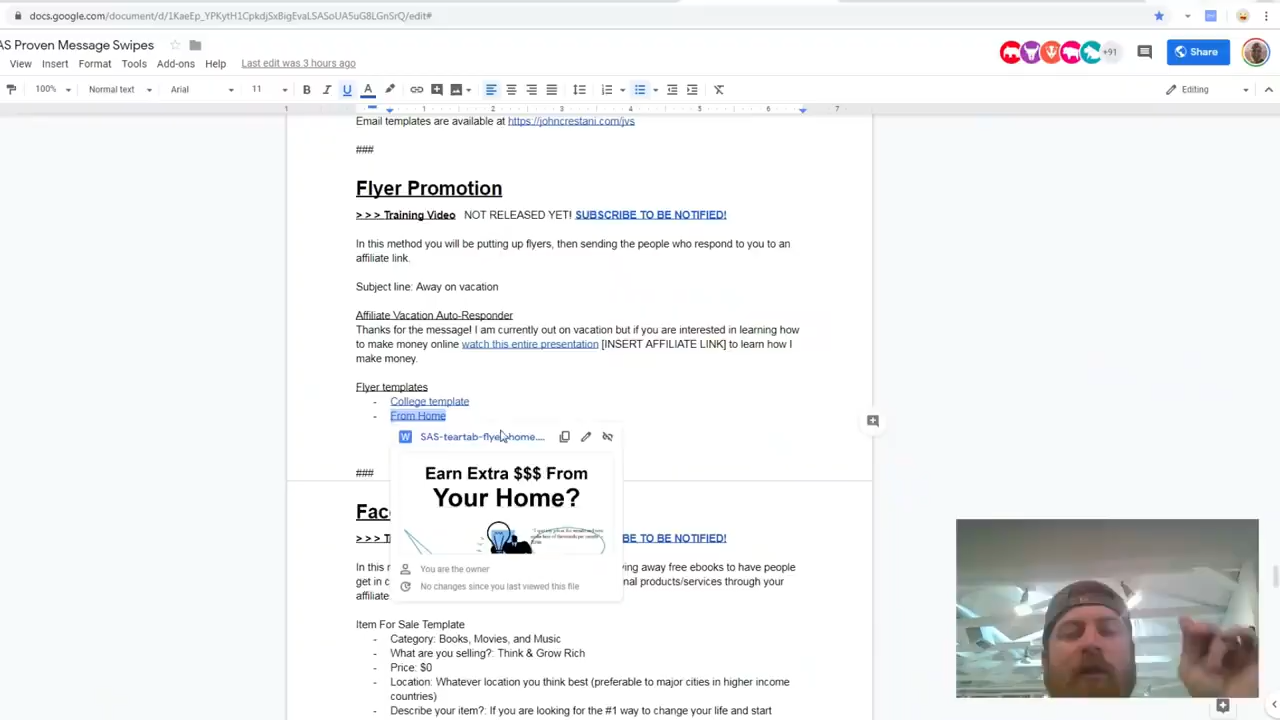 docs.google.com/document/d/1KaeEp_YPKytH1CpkdjSxBigEvaLSASoUA5uG8LGnSrQ/edit#
AS Proven Message Swipes
View Insert Format Tools Add-ons Help Last edit was 3 hours ago
+91
Share
100% Normal text Arial 11 B I U A Editing
1 1 2 3 4 5 6 7
Email templates are available at https://johncrestani.com/jvs
###
Flyer Promotion
> > > Training Video NOT RELEASED YET! SUBSCRIBE TO BE NOTIFIED!
In this method you will be putting up flyers, then sending the people who respond to you to an
affiliate link.
Subject line: Away on vacation
Affiliate Vacation Auto-Responder
Thanks for the message! I am currently out on vacation but if you are interested in learning how
to make money online watch this entire presentation [INSERT AFFILIATE LINK] to learn how I
make money.
Flyer templates
- College template
- From Home
W SAS-teartab-flyer-home....
Earn Extra $$$ From
Your Home?
You are the owner
No changes since you last viewed this file
###
Fac
> > > T BE TO BE NOTIFIED!
In this m ying away free ebooks to have people
get in c nal products/services through your
affiliate
Item For Sale Template
- Category: Books, Movies, and Music
- What are you selling?: Think & Grow Rich
- Price: $0
- Location: Whatever location you think best (preferable to major cities in higher income
countries)
- Describe your item?: If you are looking for the #1 way to change your life and start